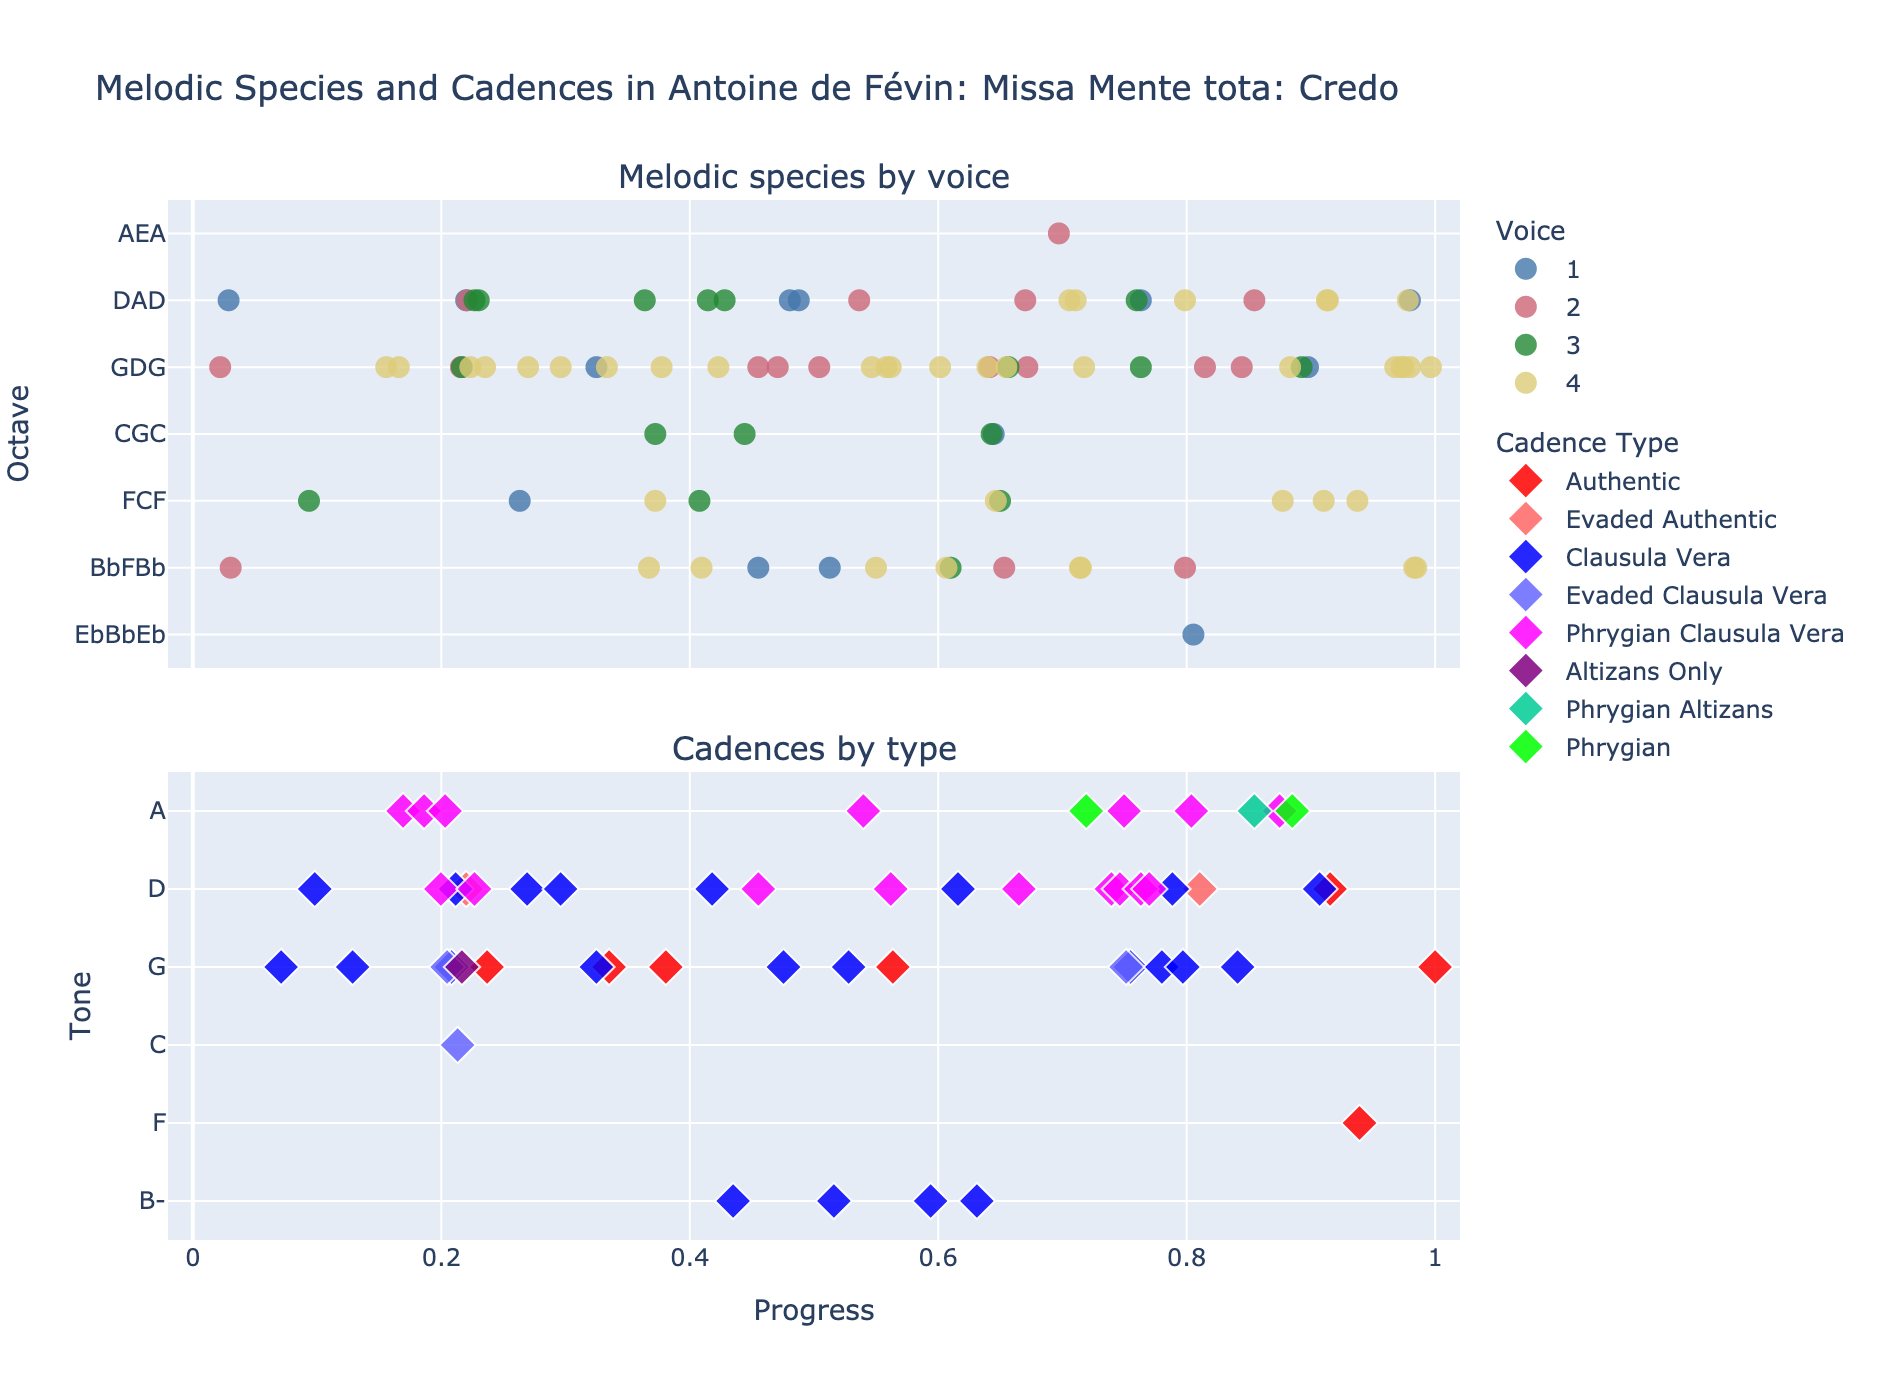 Melodic Species and Cadences in Antoine de Févin: Missa Mente tota: Credo
Melodic species by voice
Octave
AEA
DAD
GDG
CGC
FCF
BbFBb
EbBbEb
Voice
1
2
3
4
Cadence Type
Authentic
Evaded Authentic
Clausula Vera
Evaded Clausula Vera
Phrygian Clausula Vera
Altizans Only
Phrygian Altizans
Phrygian
Cadences by type
Tone
A
D
G
C
F
B-
0 0.2 0.4 0.6 0.8 1
Progress